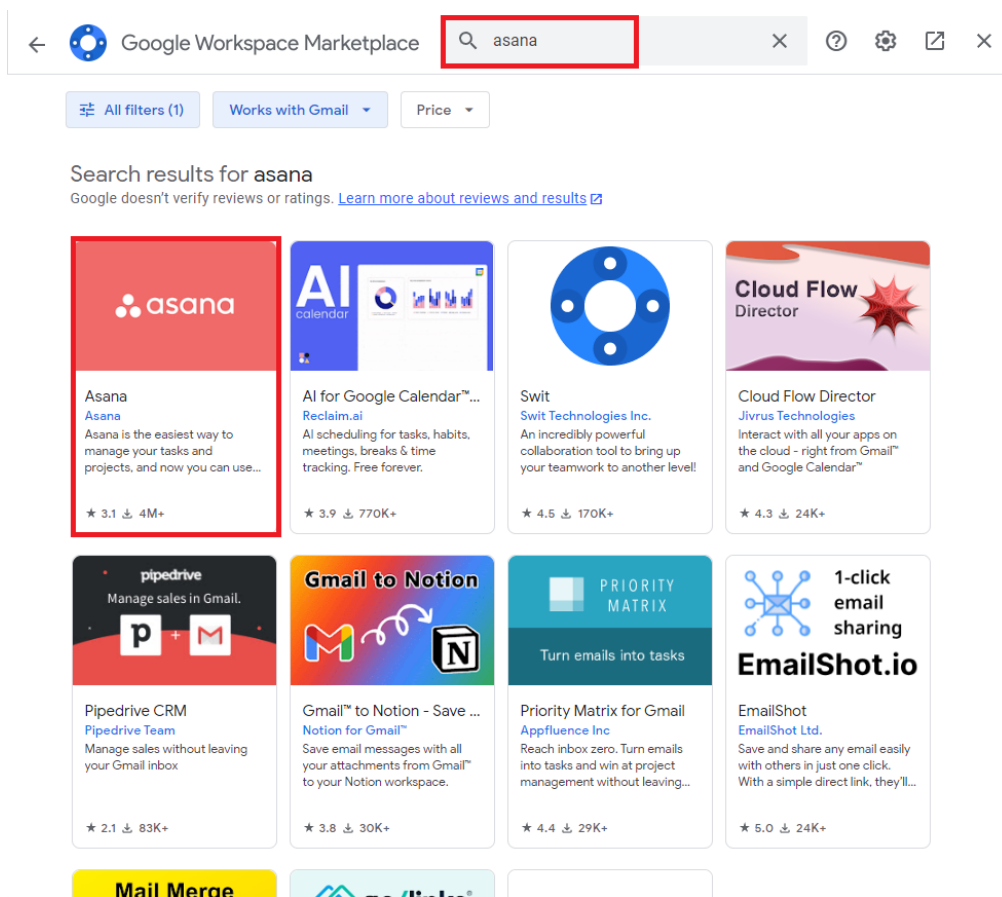 Google Workspace Marketplace
asana
All filters (1)
Works with Gmail
Price
Search results for asana
Google doesn't verify reviews or ratings. Learn more about reviews and results
asana
Asana
Asana
Asana is the easiest way to
manage your tasks and
projects, and now you can use...
★ 3.1 4M+
AI
calendar
AI for Google Calendar™...
Reclaim.ai
AI scheduling for tasks, habits,
meetings, breaks & time
tracking. Free forever.
★ 3.9 770K+
Swit
Swit Technologies Inc.
An incredibly powerful
collaboration tool to bring up
your teamwork to another level!
★ 4.5 170K+
Cloud Flow
Director
Cloud Flow Director
Jivrus Technologies
Interact with all your apps on
the cloud - right from Gmail™
and Google Calendar™
★ 4.3 24K+
pipedrive
Manage sales in Gmail.
p + M
Pipedrive CRM
Pipedrive Team
Manage sales without leaving
your Gmail inbox
★ 2.1 83K+
Gmail to Notion
N
Gmail™ to Notion - Save ...
Notion for Gmail™
Save email messages with all
your attachments from Gmail™
to your Notion workspace.
★ 3.8 30K+
PRIORITY
MATRIX
Turn emails into tasks
Priority Matrix for Gmail
Appfluence Inc
Reach inbox zero. Turn emails
into tasks and win at project
management without leaving...
★ 4.4 29K+
1-click
email
sharing
EmailShot.io
EmailShot
EmailShot Ltd.
Save and share any email easily
with others in just one click.
With a simple direct link, they'll...
★ 5.0 24K+
Mail Merge